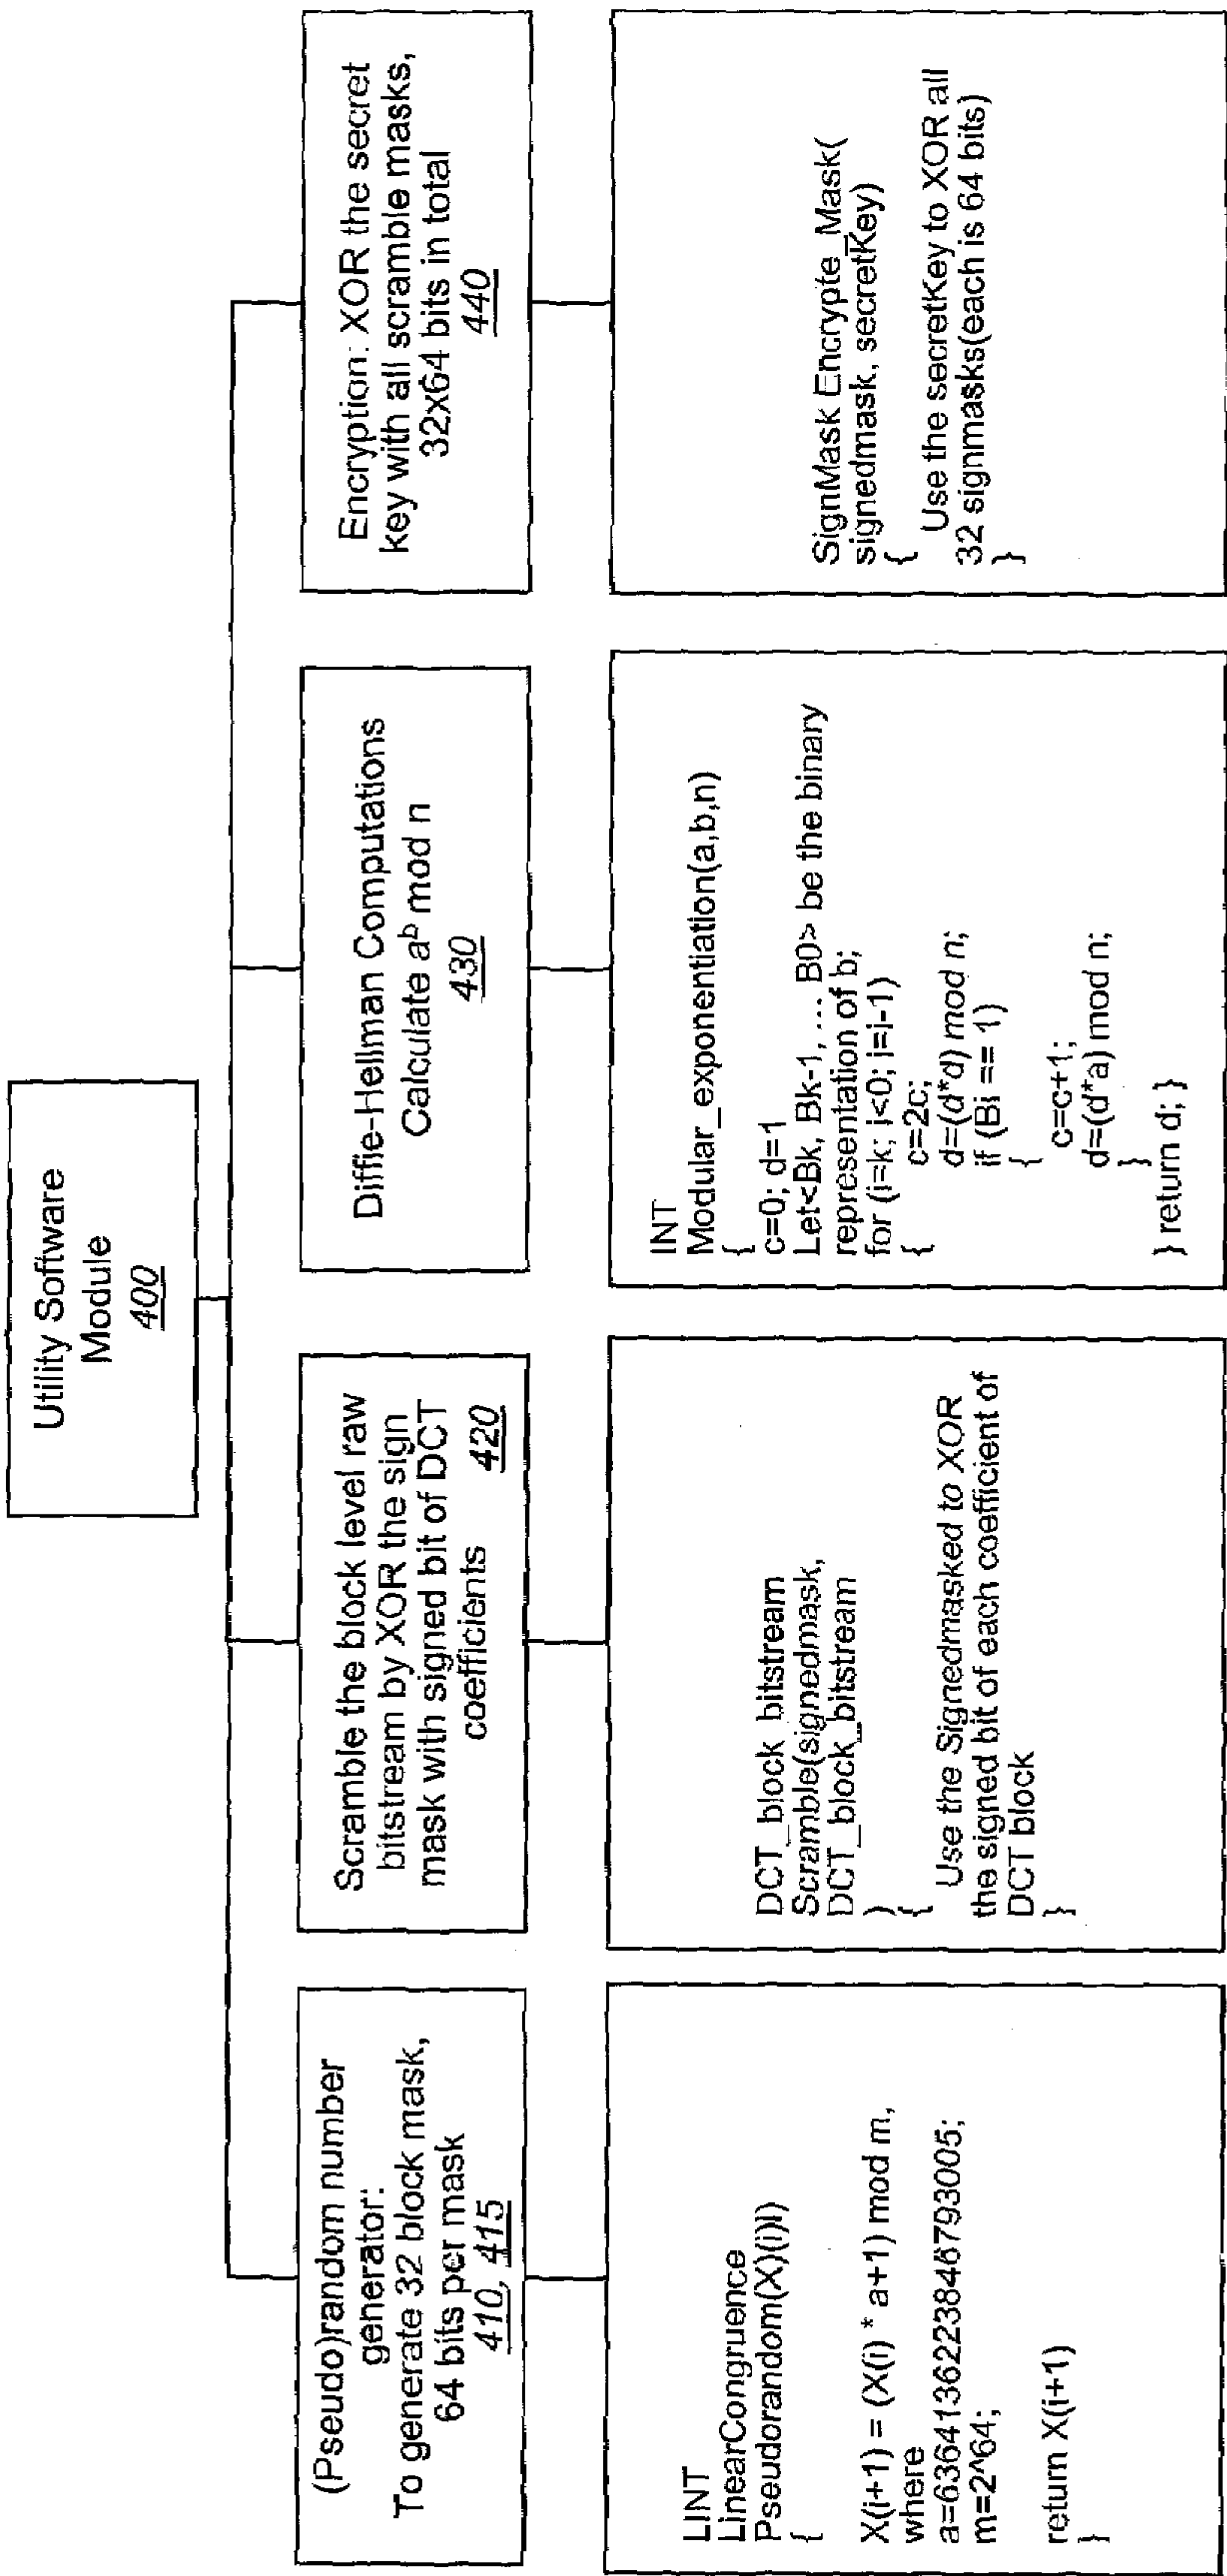 Utility Software
Module
400
(Pseudo)random number
generator:
To generate 32 block mask,
64 bits per mask
410, 415
LINT
LinearCongruence
Pseudorandom(X)(i)l)
{
X(i+1) = (X(i) * a+1) mod m,
where
a=6364136223846793005;
m=2^64;
return X(i+1)
}
Scramble the block level raw
bitstream by XOR the sign
mask with signed bit of DCT
coefficients 420
DCT_block_bitstream
Scramble(signedmask,
DCT_block_bitstream
)
{
Use the Signedmasked to XOR
the signed bit of each coefficient of
DCT block
}
Diffie-Hellman Computations
Calculate a^b mod n
430
INT
Modular_exponentiation(a,b,n)
{
c=0; d=1
Let<Bk, Bk-1, ... B0> be the binary
representation of b;
for (i=k; i<0; i=i-1)
{
c=2c;
d=(d*d) mod n;
if (Bi == 1)
{
c=c+1;
d=(d*a) mod n;
}
} return d; }
Encryption: XOR the secret
key with all scramble masks,
32x64 bits in total
440
SignMask Encrypte_Mask(
signedmask, secretKey)
{
Use the secretKey to XOR all
32 signmasks(each is 64 bits)
}